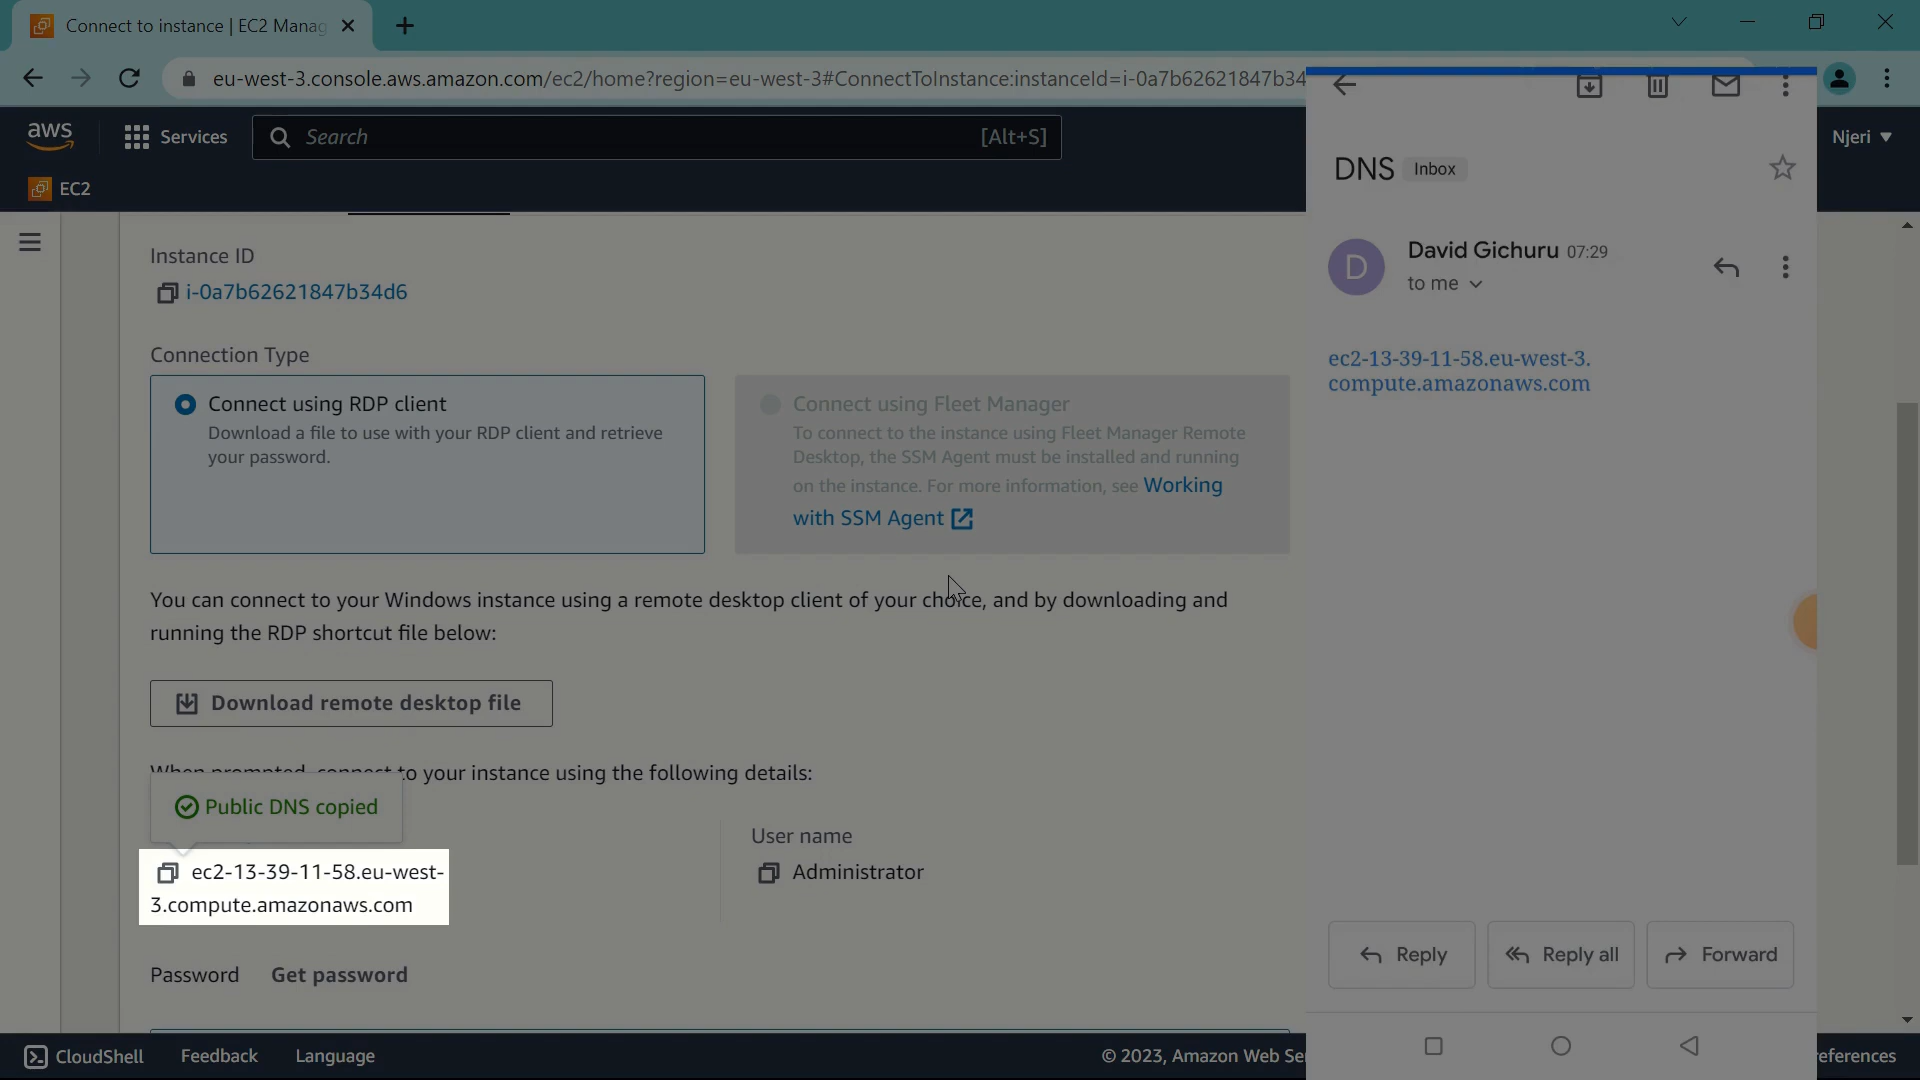 Connect to instance | EC2 Manag
eu-west-3.console.aws.amazon.com/ec2/home?region=eu-west-3#ConnectToInstance:instanceId=i-0a7b62621847b34
aws
Services
Search
[Alt+S]
Njeri
EC2
Instance ID
i-0a7b62621847b34d6
Connection Type
Connect using RDP client
Download a file to use with your RDP client and retrieve
your password.
Connect using Fleet Manager
To connect to the instance using Fleet Manager Remote
Desktop, the SSM Agent must be installed and running
on the instance. For more information, see Working
with SSM Agent
You can connect to your Windows instance using a remote desktop client of your choice, and by downloading and
running the RDP shortcut file below:
Download remote desktop file
When prompted, connect to your instance using the following details:
Public DNS copied
ec2-13-39-11-58.eu-west-
3.compute.amazonaws.com
User name
Administrator
Password
Get password
CloudShell
Feedback
Language
© 2023, Amazon Web Se
eferences
DNS
Inbox
David Gichuru 07:29
D
to me
ec2-13-39-11-58.eu-west-3.
compute.amazonaws.com
Reply
Reply all
Forward